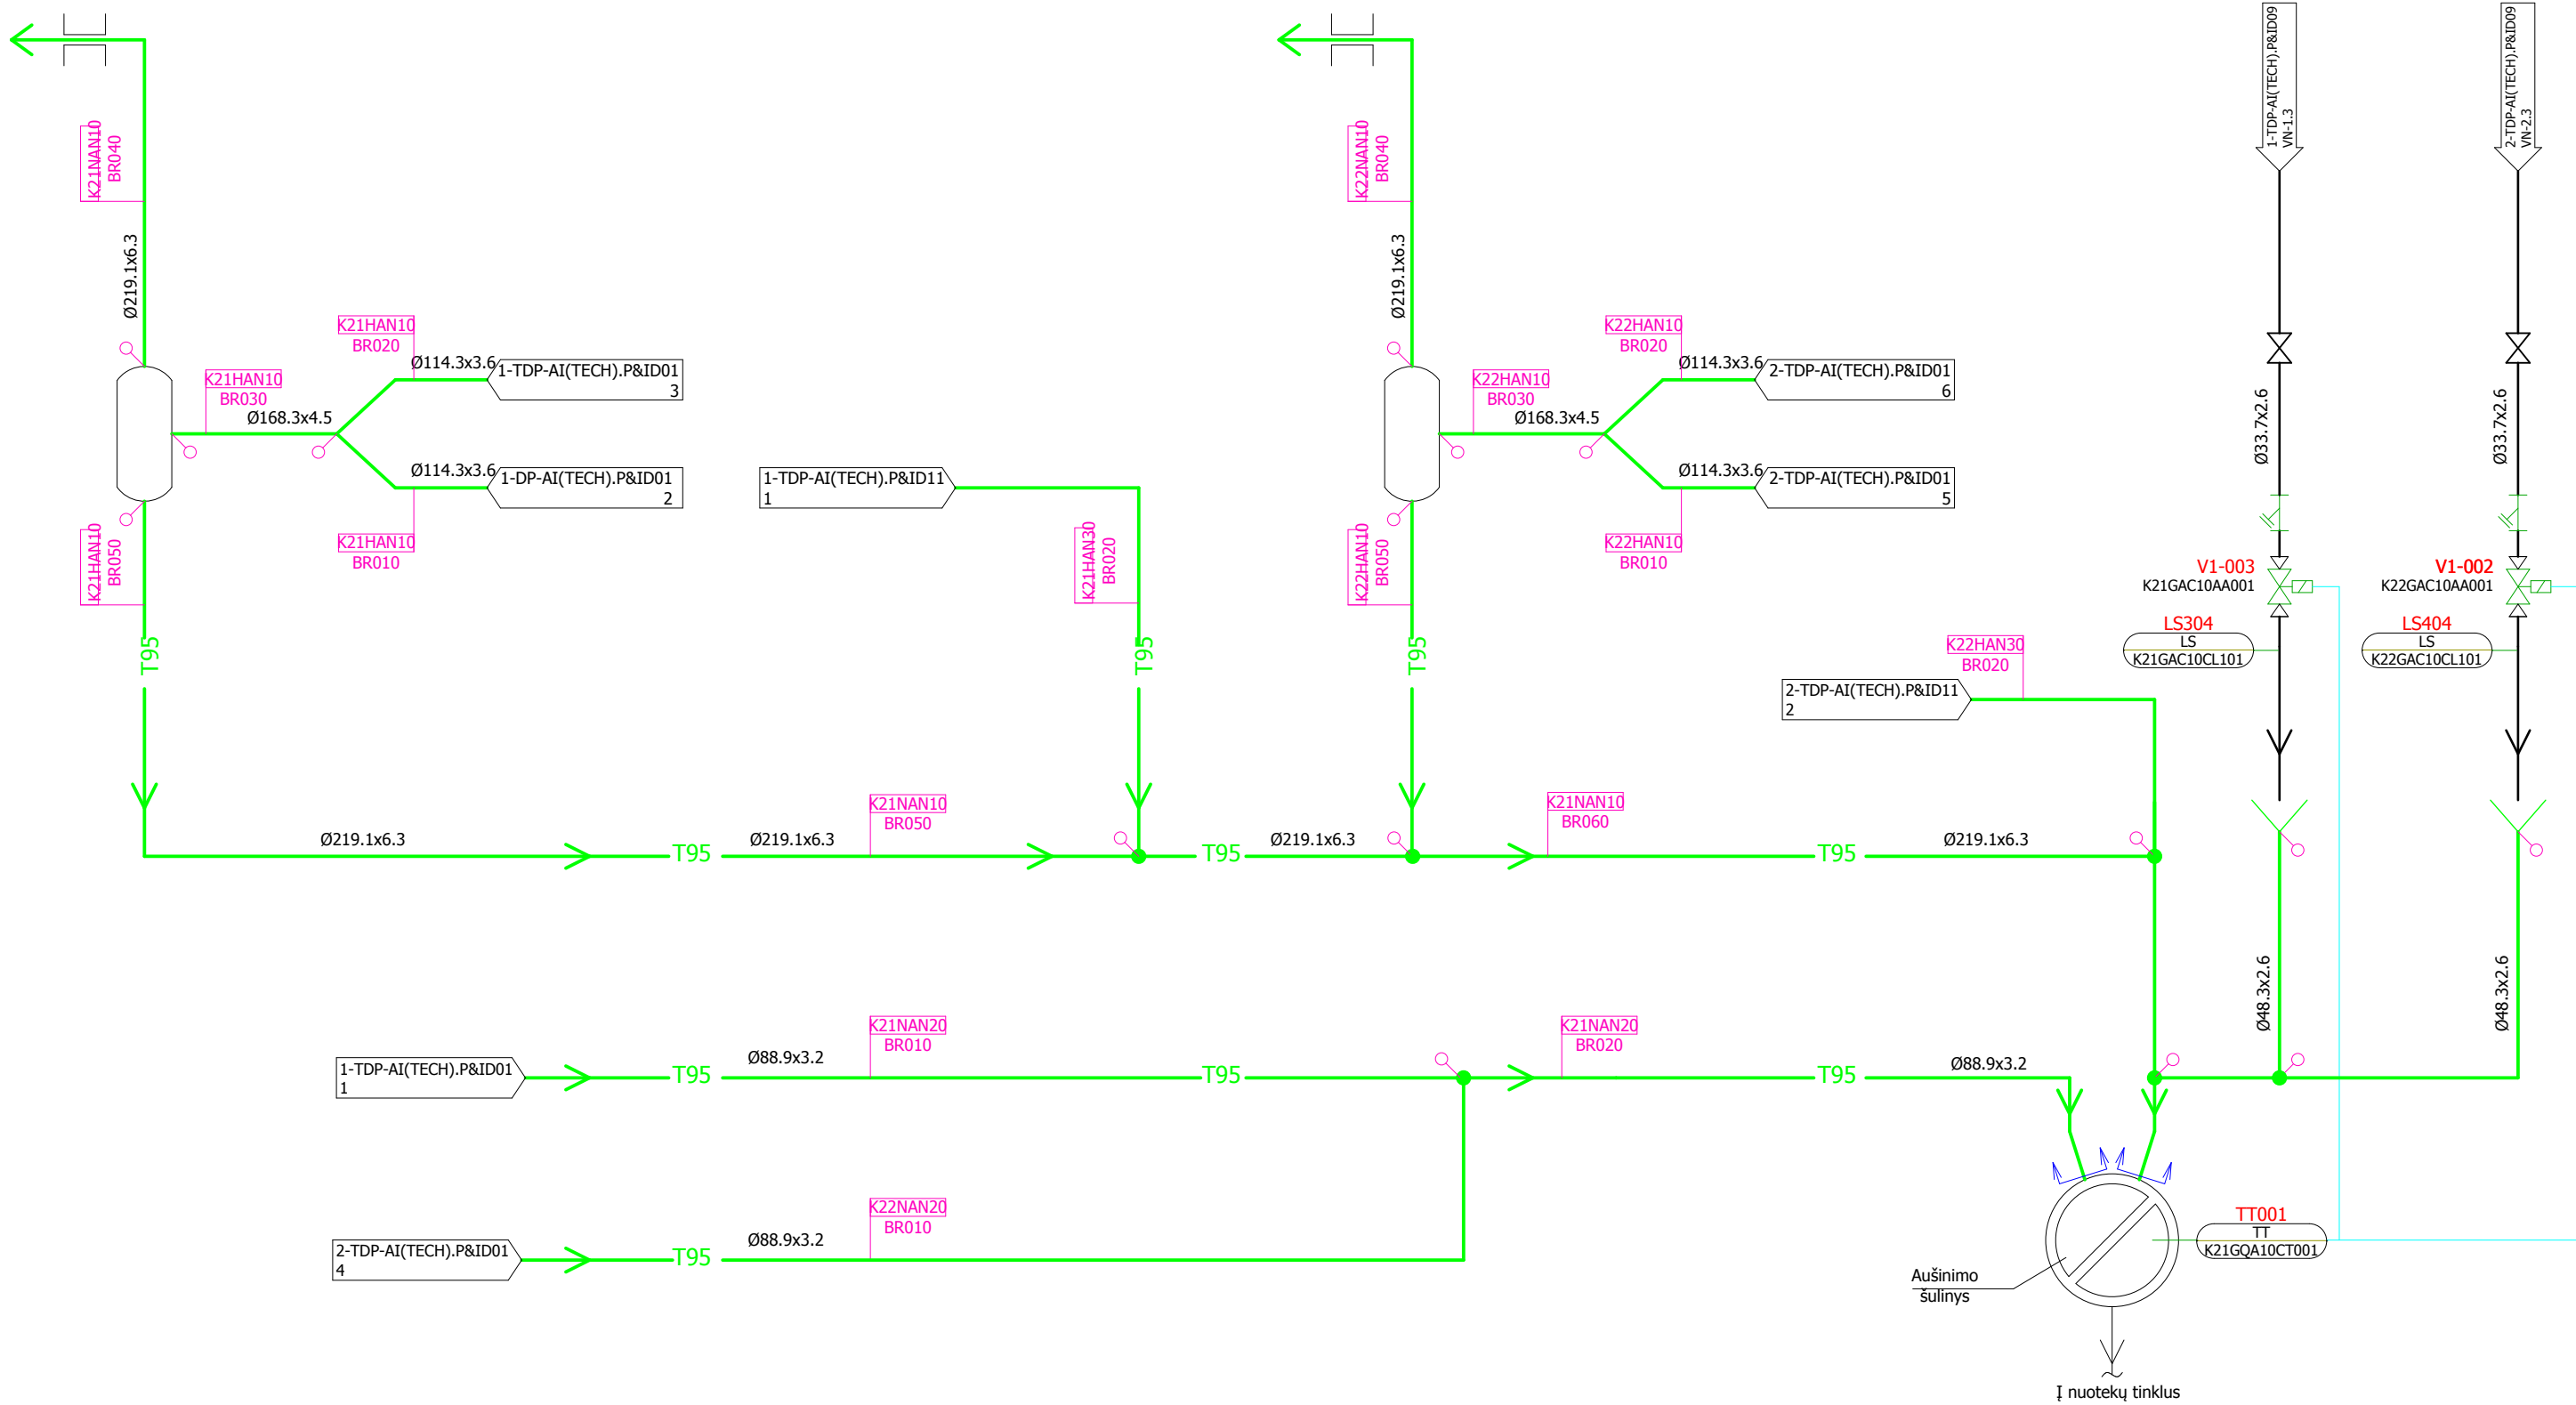 1-TDP-AI(TECH).P&ID09
VN-1.3
2-TDP-AI(TECH).P&ID09
VN-2.3
K21NAN10
BR040
K22NAN10
BR040
Ø219.1x6.3
Ø219.1x6.3
K21HAN10
BR020
Ø114.3x3.6
1-TDP-AI(TECH).P&ID01
3
K21HAN10
BR030
Ø168.3x4.5
Ø114.3x3.6
1-DP-AI(TECH).P&ID01
2
K21HAN10
BR010
K21HAN10
BR050
1-TDP-AI(TECH).P&ID11
1
K21HAN30
BR020
K22HAN10
BR020
Ø114.3x3.6
2-TDP-AI(TECH).P&ID01
6
K22HAN10
BR030
Ø168.3x4.5
Ø114.3x3.6
2-TDP-AI(TECH).P&ID01
5
K22HAN10
BR010
K22HAN10
BR050
Ø33.7x2.6
Ø33.7x2.6
V1-003
K21GAC10AA001
V1-002
K22GAC10AA001
LS304
LS
K21GAC10CL101
LS404
LS
K22GAC10CL101
T95
T95
T95
K22HAN30
BR020
2-TDP-AI(TECH).P&ID11
2
Ø219.1x6.3
T95
Ø219.1x6.3
K21NAN10
BR050
T95
Ø219.1x6.3
K21NAN10
BR060
T95
Ø219.1x6.3
Ø48.3x2.6
Ø48.3x2.6
1-TDP-AI(TECH).P&ID01
1
T95
Ø88.9x3.2
K21NAN20
BR010
T95
K21NAN20
BR020
T95
Ø88.9x3.2
2-TDP-AI(TECH).P&ID01
4
T95
Ø88.9x3.2
K22NAN20
BR010
TT001
TT
K21GQA10CT001
Aušinimo
šulinys
Į nuotekų tinklus